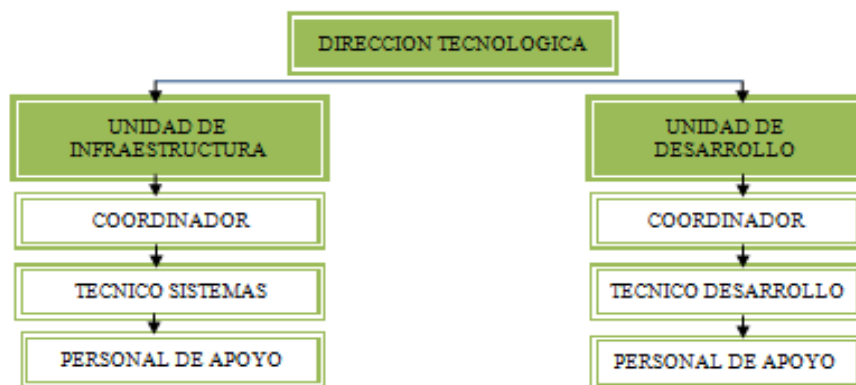 DIRECCION TECNOLOGICA
UNIDAD DE
INFRAESTRUCTURA
UNIDAD DE
DESARROLLO
COORDINADOR
COORDINADOR
TECNICO SISTEMAS
TECNICO DESARROLLO
PERSONAL DE APOYO
PERSONAL DE APOYO